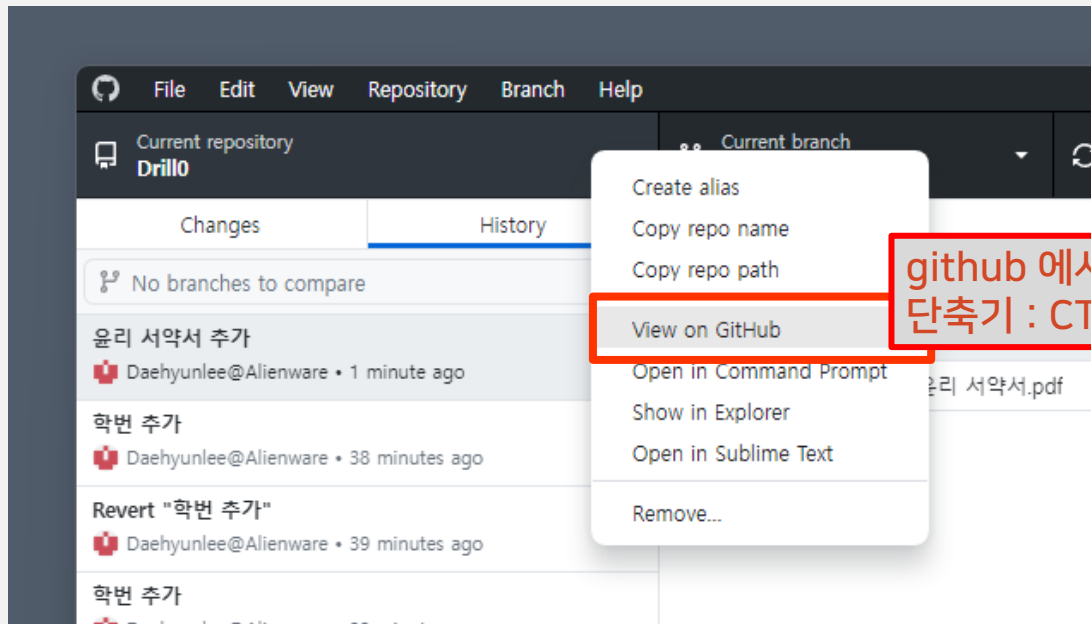 File Edit View Repository Branch Help
Current repository
Drill0
Current branch
Changes History
No branches to compare
윤리 서약서 추가
Daehyunlee@Alienware • 1 minute ago
학번 추가
Daehyunlee@Alienware • 38 minutes ago
Revert "학번 추가"
Daehyunlee@Alienware • 39 minutes ago
학번 추가
Create alias
Copy repo name
Copy repo path
View on GitHub
Open in Command Prompt
Show in Explorer
Open in Sublime Text
Remove...
github
단축기 : CT
서약서.pdf